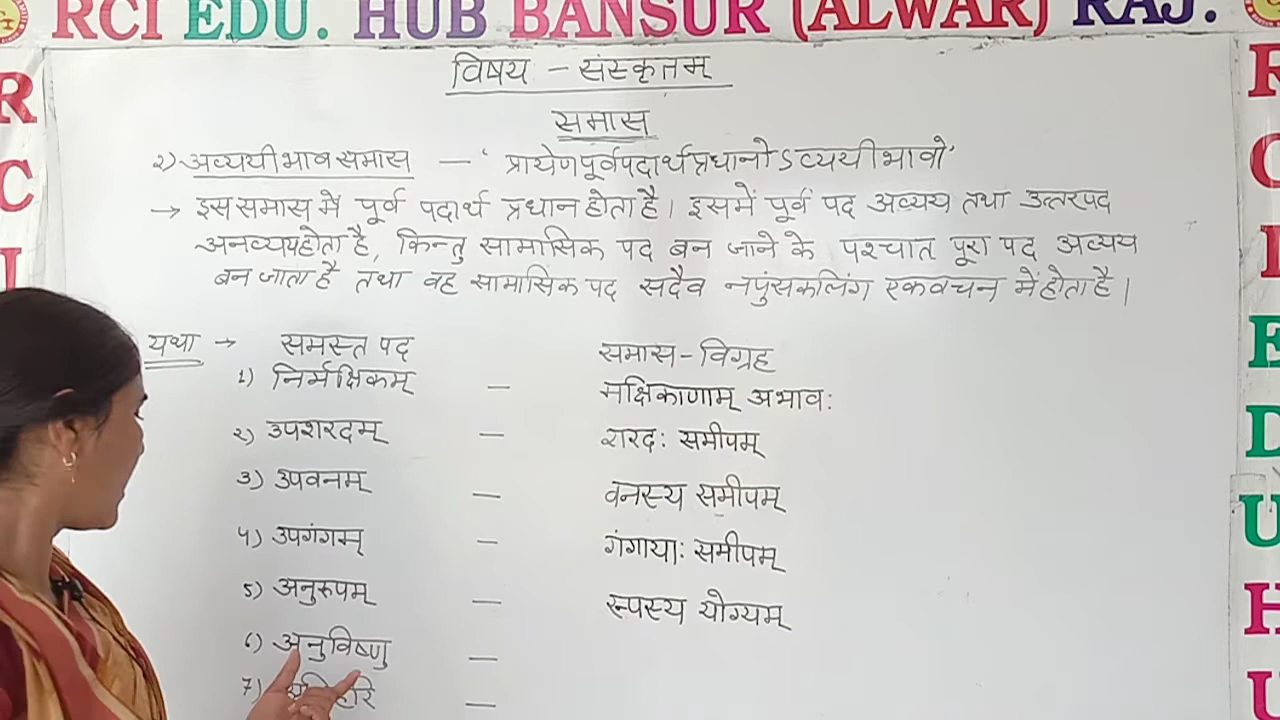 RCI EDU. HUB BANSUR (ALWAR) RAJ.
विषय - संस्कृतम्
समास
२) अव्ययीभाव समास — ' प्रायेणपूर्वपदार्थप्रधानोऽव्ययीभावो'
→ इस समास मे पूर्व पदार्थ प्रधान होता है। इसमें पूर्व पद अव्यय तथा उत्तरपद
अनव्यय होता है, किन्तु सामासिक पद बन जाने के पश्चात पूरा पद अव्यय
बन जाता है तथा वह सामासिक पद सदैव नपुंसकलिंग एकवचन में होता है।
यथा → समस्त पद समास - विग्रह
1) निर्मक्षिकम् — मक्षिकाणाम् अभावः
२) उपशरदम् — शरदः समीपम्
3) उपवनम् — वनस्य समीपम्
4) उपगंगम् — गंगायाः समीपम्
5) अनुरूपम् — रूपस्य योग्यम्
6) अनुविष्णु —
7) —
R
C
I
R
C
I
E
D
U
H
U